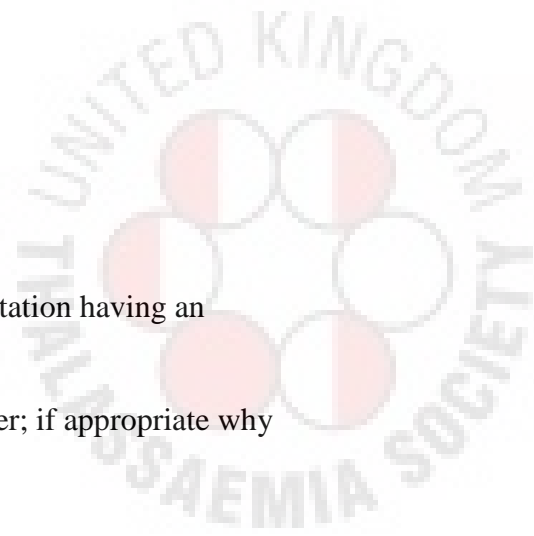 UNITED KINGDOM
THALASSAEMIA SOCIETY
tation having an
er; if appropriate why